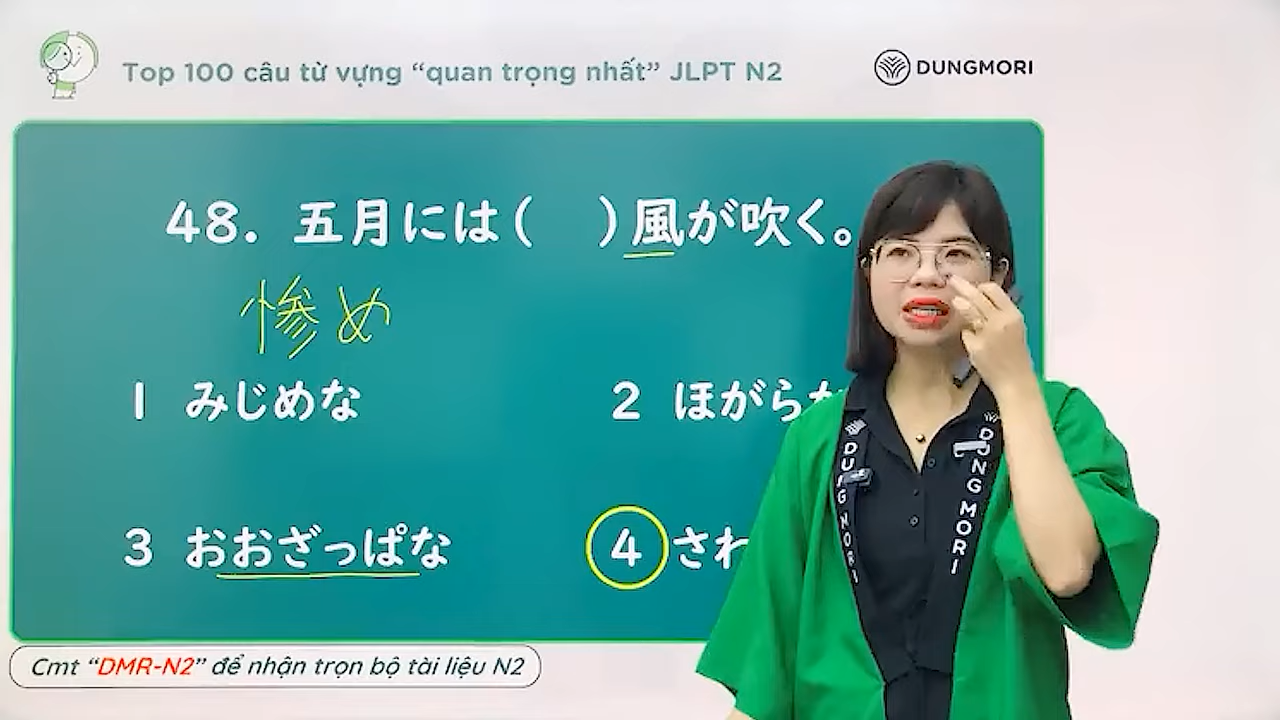 Top 100 câu từ vựng “quan trọng nhất” JLPT N2
DUNGMORI
48. 五月には( )風が吹く。
惨め
1 みじめな
2 ほがらか
3 おおざっぱな
4 さわ
DUNG MORI
DUNG MORI
Cmt “DMR-N2” để nhận trọn bộ tài liệu N2